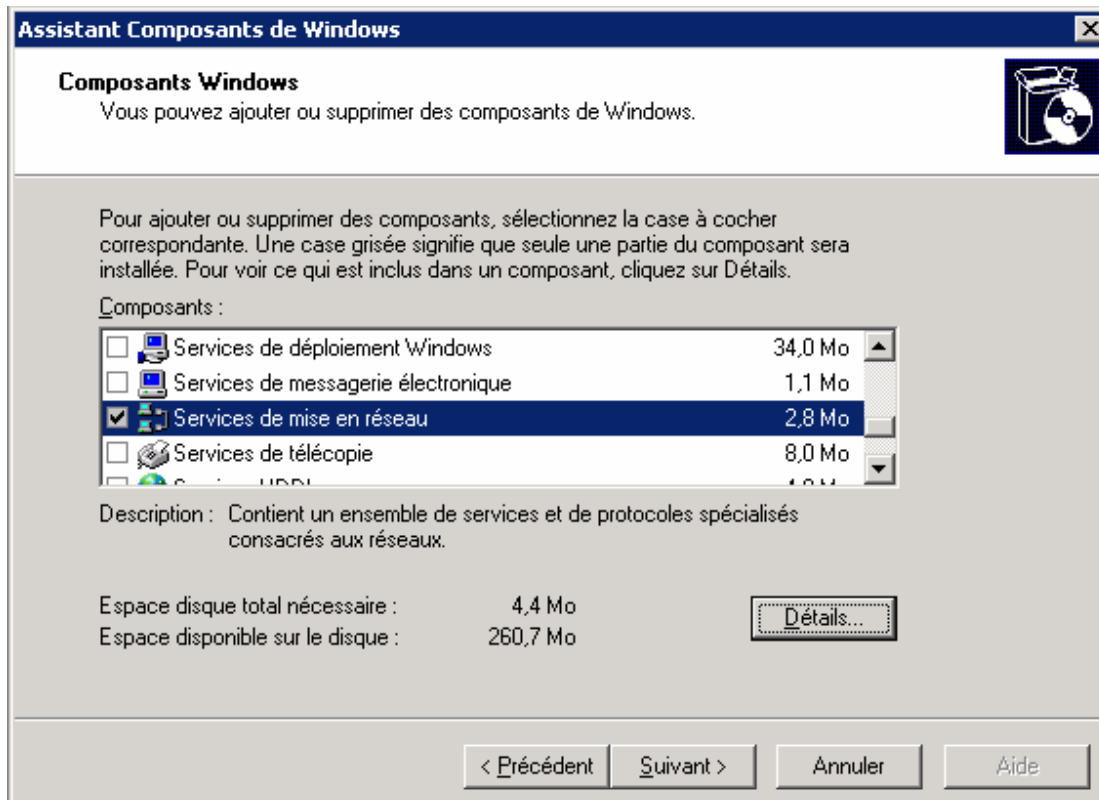 Assistant Composants de Windows
Composants Windows
Vous pouvez ajouter ou supprimer des composants de Windows.
Pour ajouter ou supprimer des composants, sélectionnez la case à cocher
correspondante. Une case grisée signifie que seule une partie du composant sera
installée. Pour voir ce qui est inclus dans un composant, cliquez sur Détails.
Composants :
Services de déploiement Windows 34,0 Mo
Services de messagerie électronique 1,1 Mo
Services de mise en réseau 2,8 Mo
Services de télécopie 8,0 Mo
Description : Contient un ensemble de services et de protocoles spécialisés
consacrés aux réseaux.
Espace disque total nécessaire : 4,4 Mo
Détails...
Espace disponible sur le disque : 260,7 Mo
< Précédent Suivant > Annuler Aide